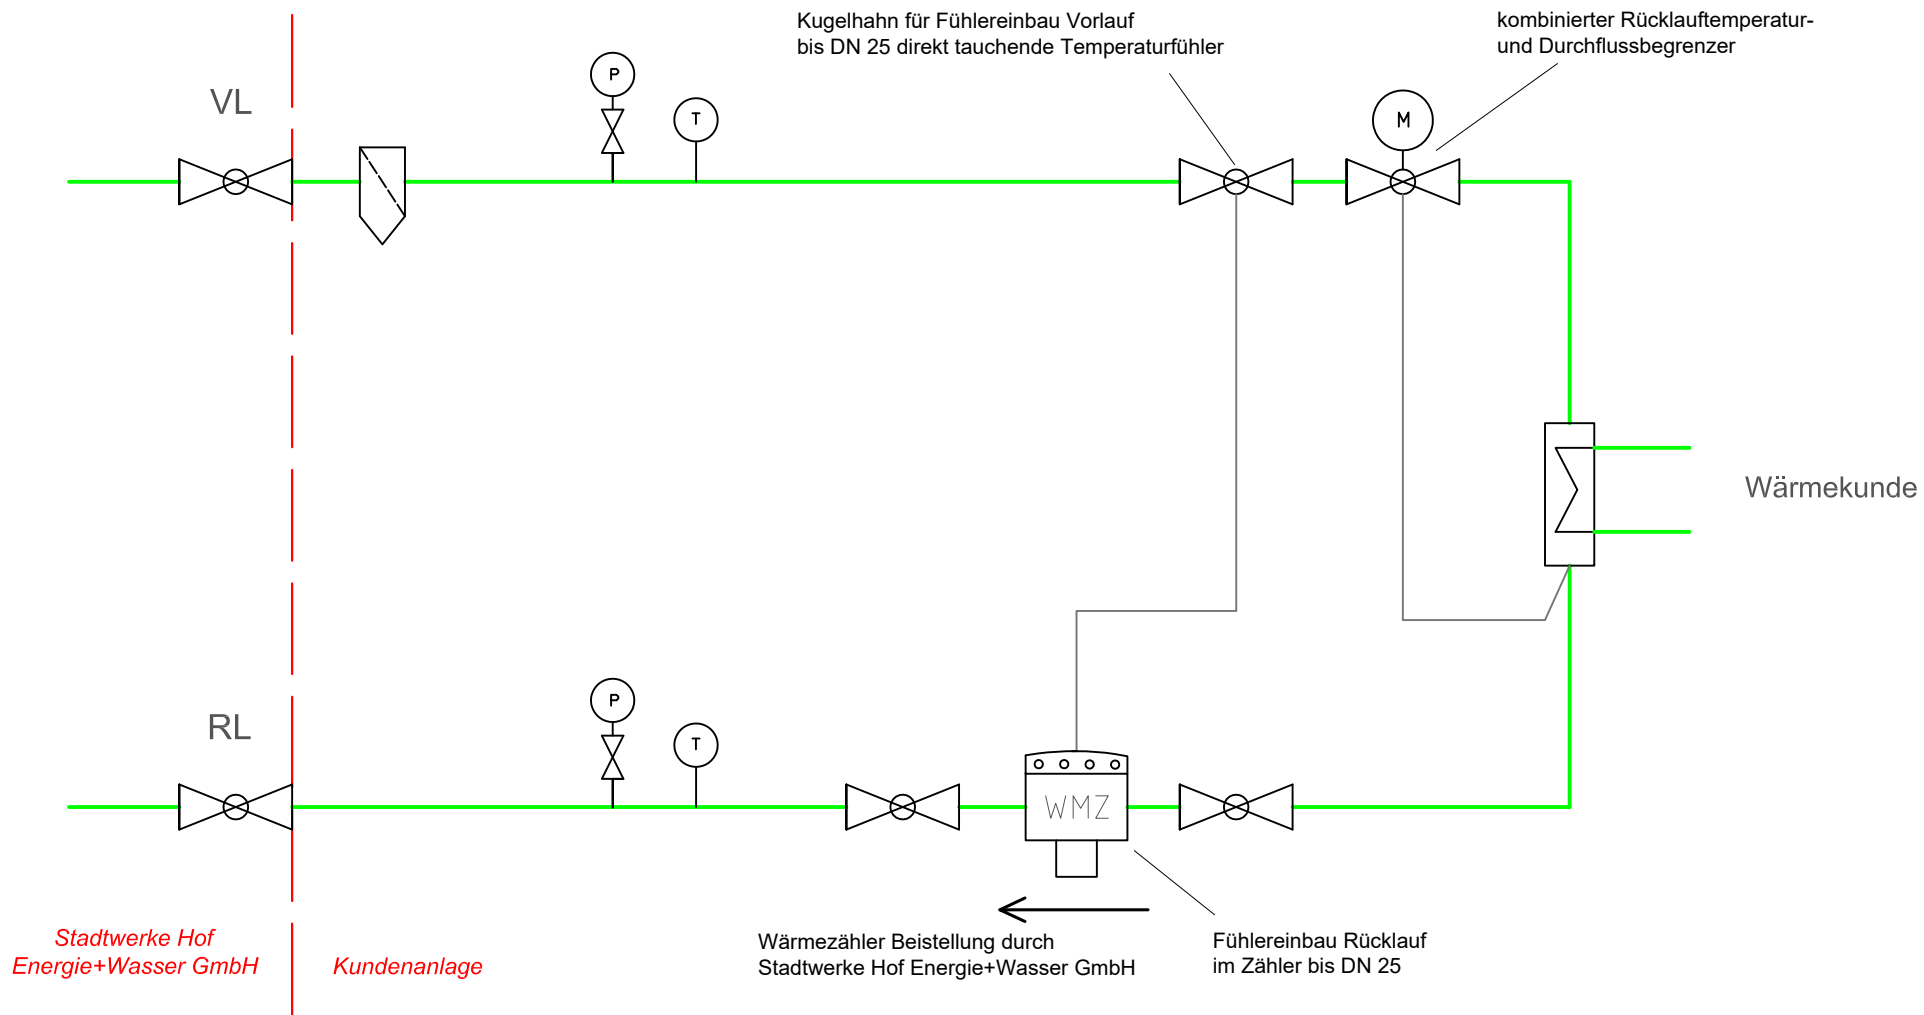 Kugelhahn für Fühlereinbau Vorlauf
bis DN 25 direkt tauchende Temperaturfühler
kombinierter Rücklauftemperatur-
und Durchflussbegrenzer
P
VL
T
M
Wärmekunde
P
RL
T
WMZ
Stadtwerke Hof
Energie+Wasser GmbH
Kundenanlage
Wärmezähler Beistellung durch
Stadtwerke Hof Energie+Wasser GmbH
Fühlereinbau Rücklauf
im Zähler bis DN 25